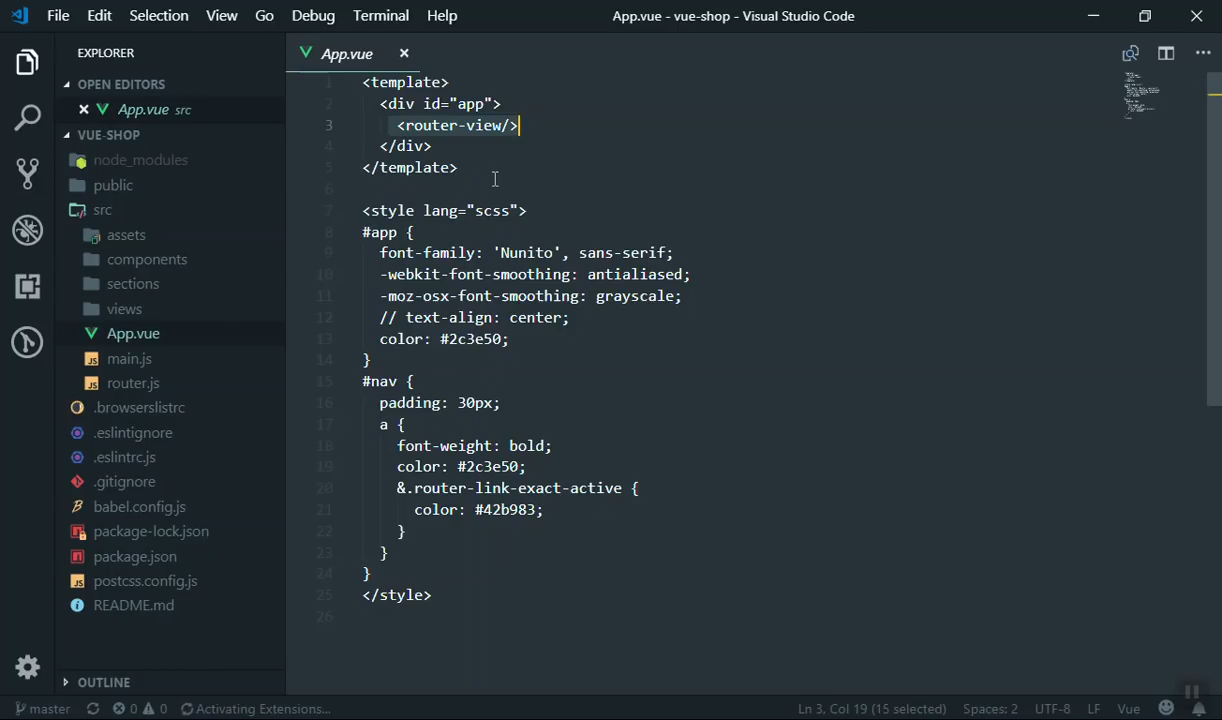 File Edit Selection View Go Debug Terminal Help App.vue - vue-shop - Visual Studio Code
EXPLORER
OPEN EDITORS
App.vue src
VUE-SHOP
node_modules
public
src
assets
components
sections
views
App.vue
JS main.js
JS router.js
.browserslistrc
.eslintignore
.eslintrc.js
.gitignore
babel.config.js
package-lock.json
package.json
JS postcss.config.js
README.md
OUTLINE
App.vue
1 <template>
2 <div id="app">
3 <router-view/>
4 </div>
5 </template>
6
7 <style lang="scss">
8 #app {
9 font-family: 'Nunito', sans-serif;
10 -webkit-font-smoothing: antialiased;
11 -moz-osx-font-smoothing: grayscale;
12 // text-align: center;
13 color: #2c3e50;
14 }
15 #nav {
16 padding: 30px;
17 a {
18 font-weight: bold;
19 color: #2c3e50;
20 &.router-link-exact-active {
21 color: #42b983;
22 }
23 }
24 }
25 </style>
26
master 0 0 Activating Extensions... Ln 3, Col 19 (15 selected) Spaces: 2 UTF-8 LF Vue